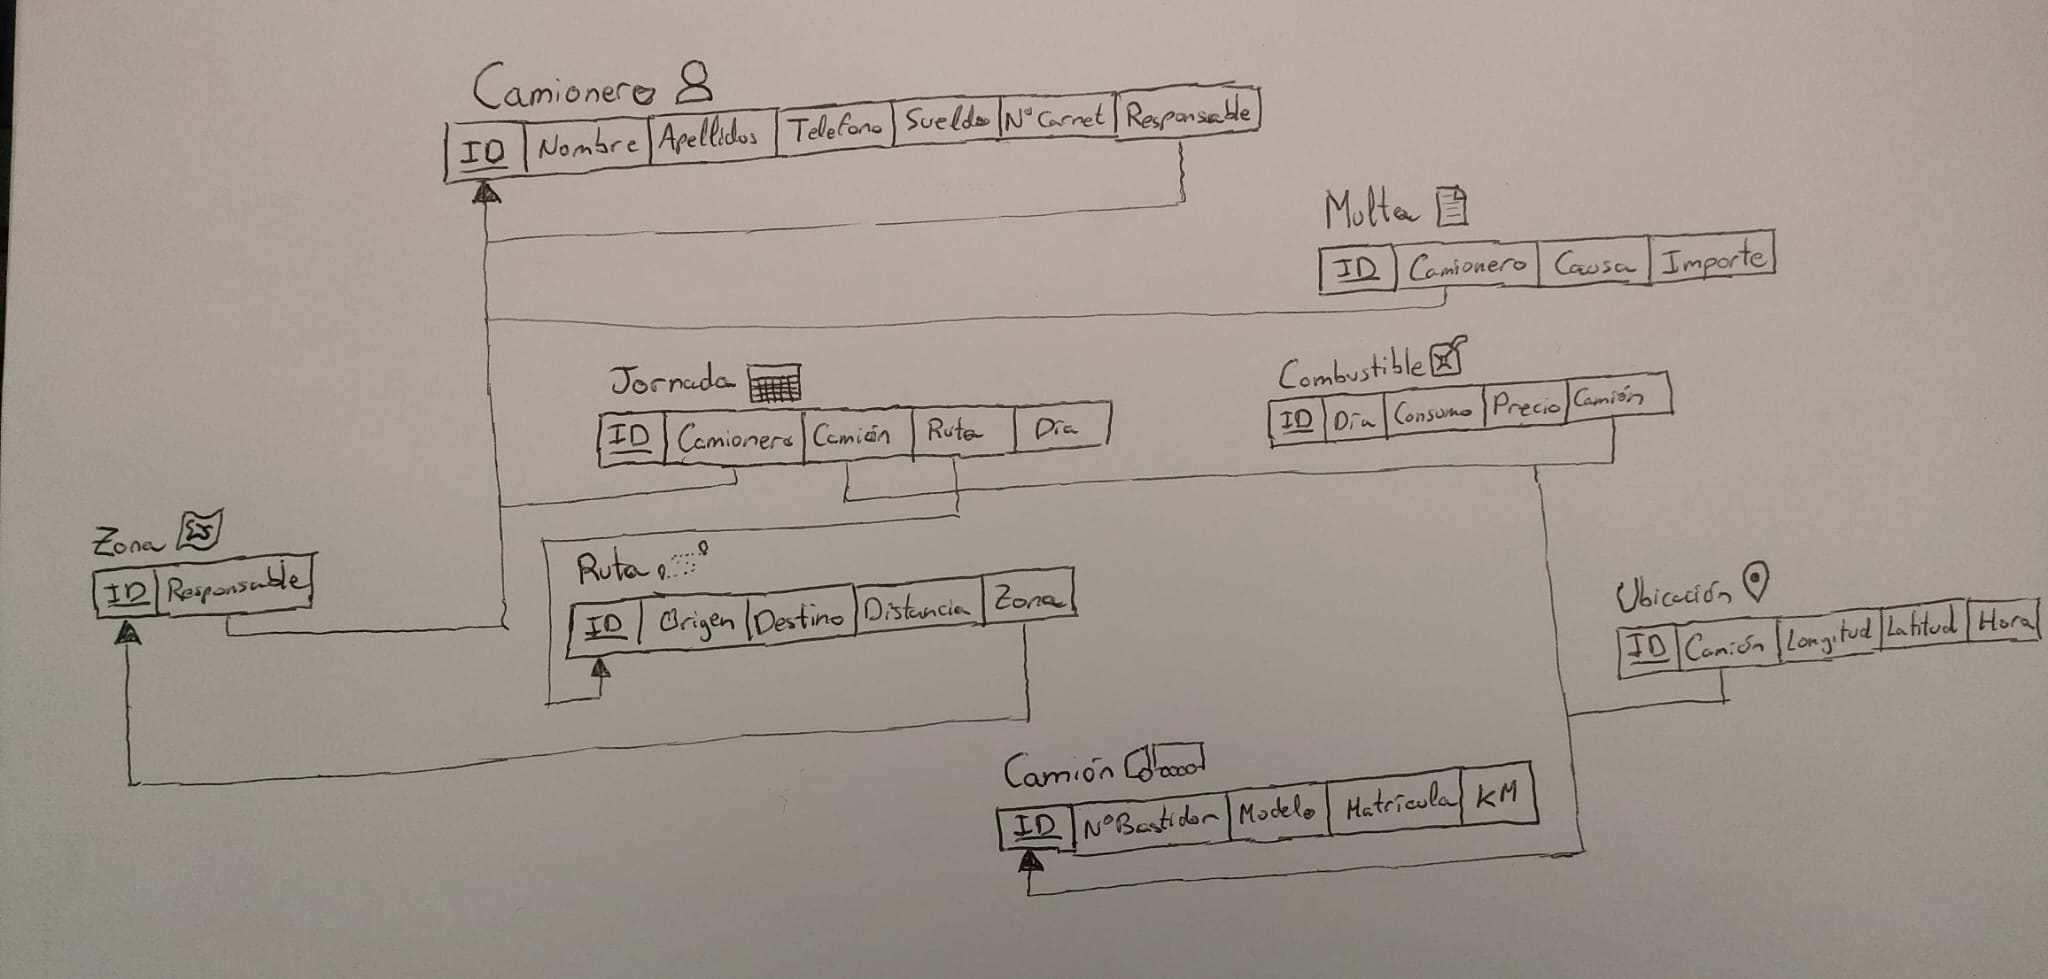 Camionero
ID Nombre Apellidos Telefono Sueldo Nº Carnet Responsable
Multa
ID Camionero Causa Importe
Jornada
ID Camionero Camión Ruta Día
Combustible
ID Día Consumo Precio Camión
Zona
ID Responsable
Ruta
ID Origen Destino Distancia Zona
Ubicación
ID Camión Longitud Latitud Hora
Camión
ID NºBastidor Modelo Matrícula KM